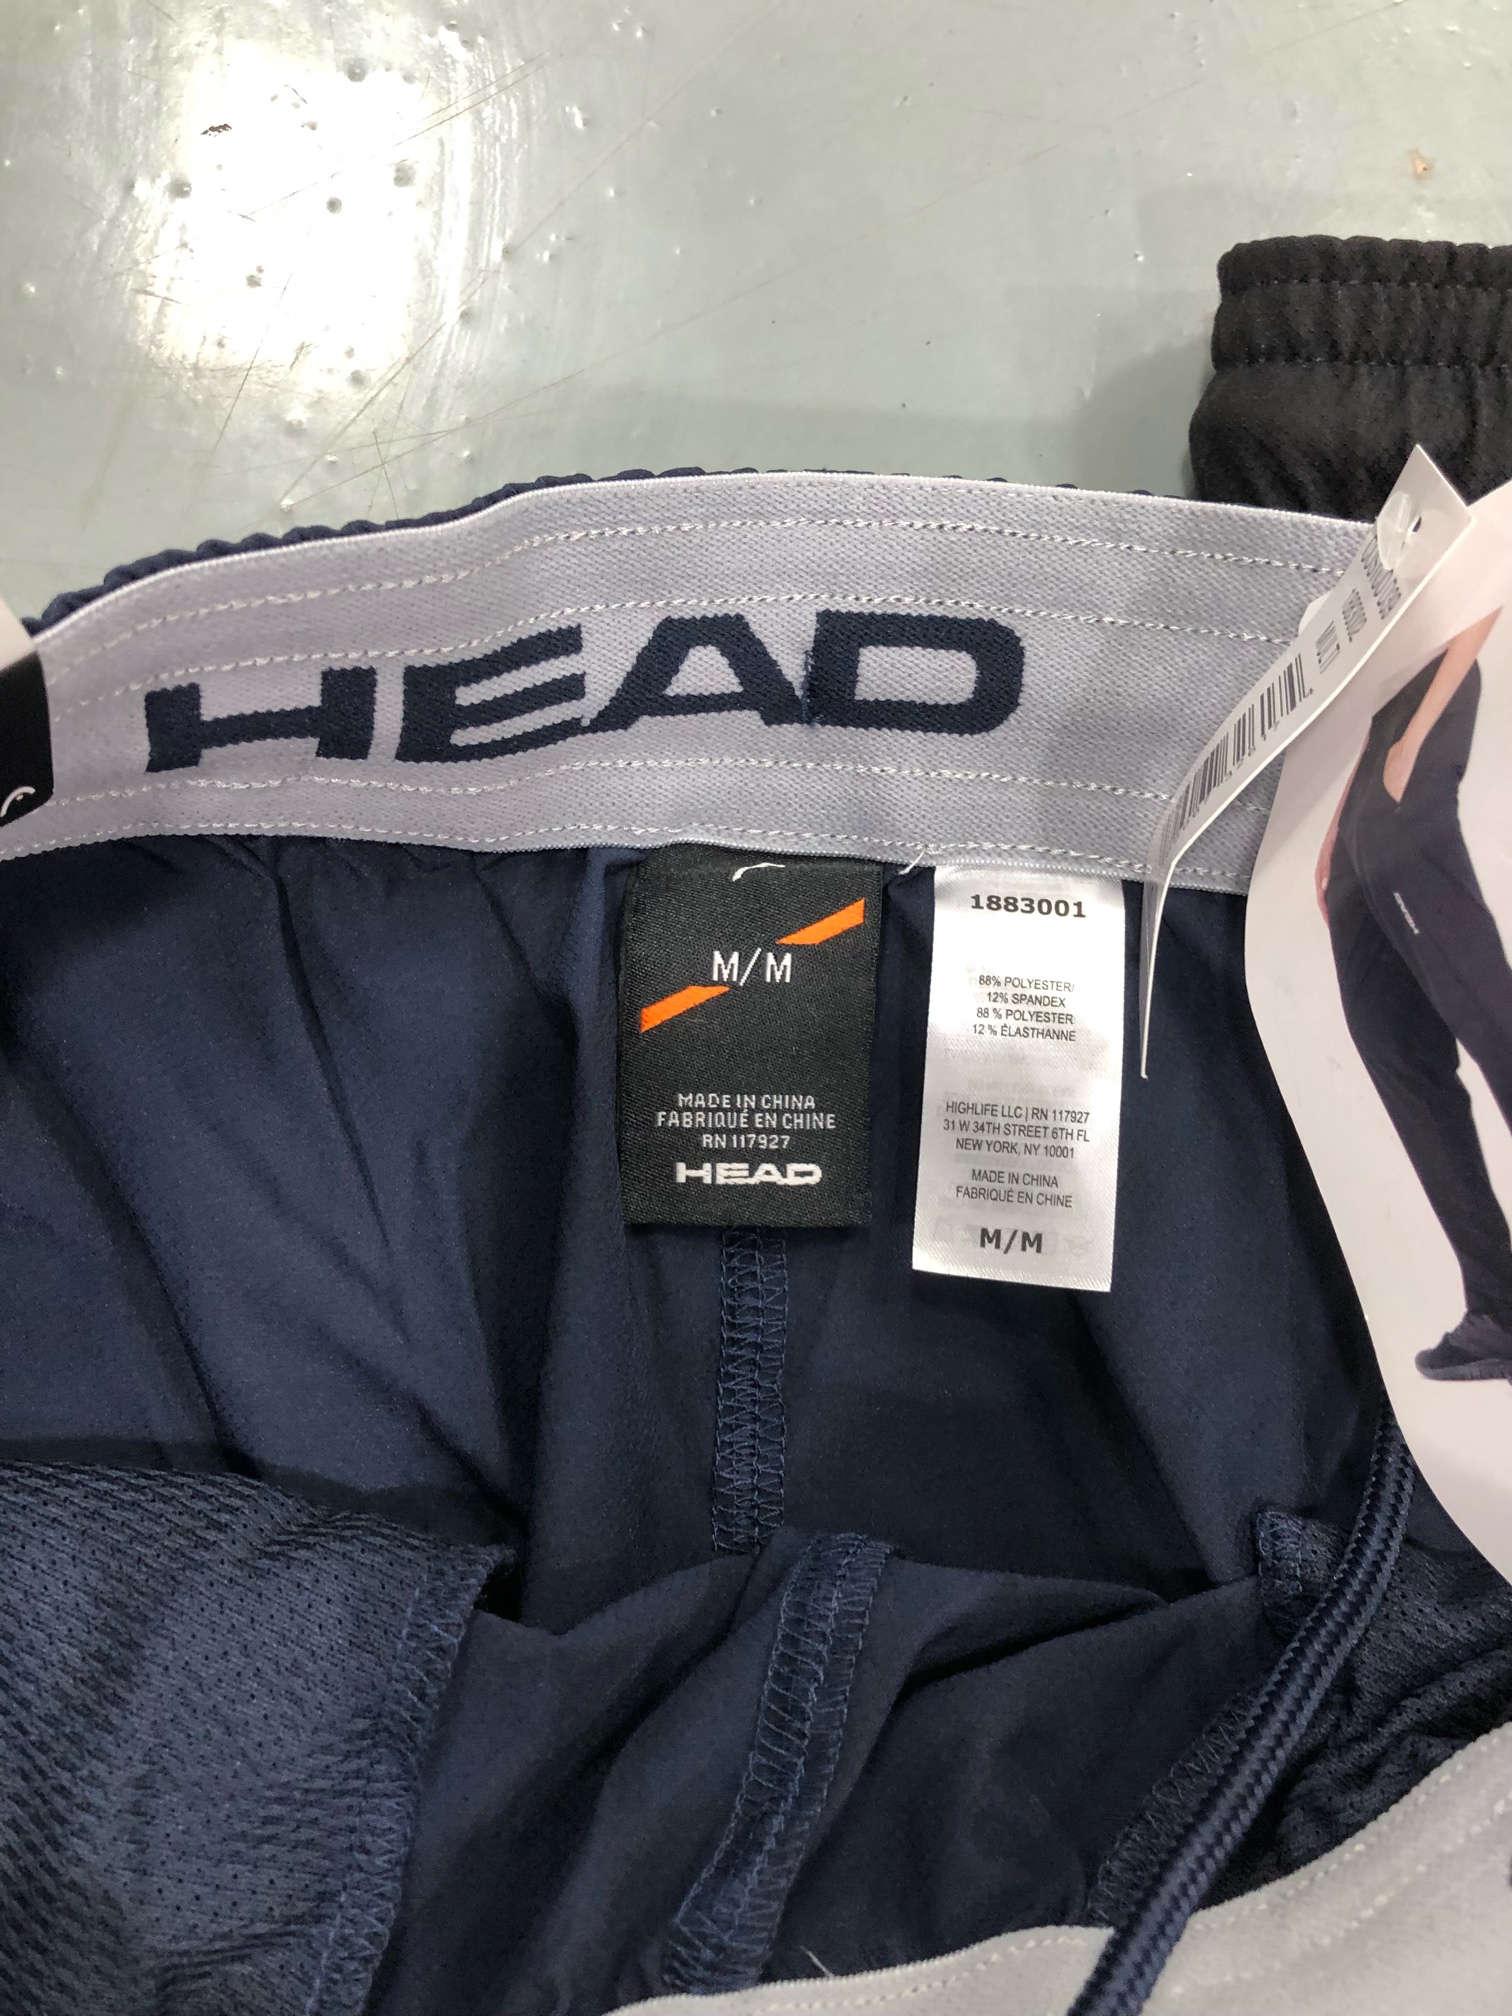 HEAD
M/M
MADE IN CHINA
FABRIQUÉ EN CHINE
RN 117927
HEAD
1883001
88% POLYESTER/
12% SPANDEX
88 % POLYESTER
12 % ÉLASTHANNE
HIGHLIFE LLC | RN 117927
31 W 34TH STREET 6TH FL
NEW YORK, NY 10001
MADE IN CHINA
FABRIQUÉ EN CHINE
M/M